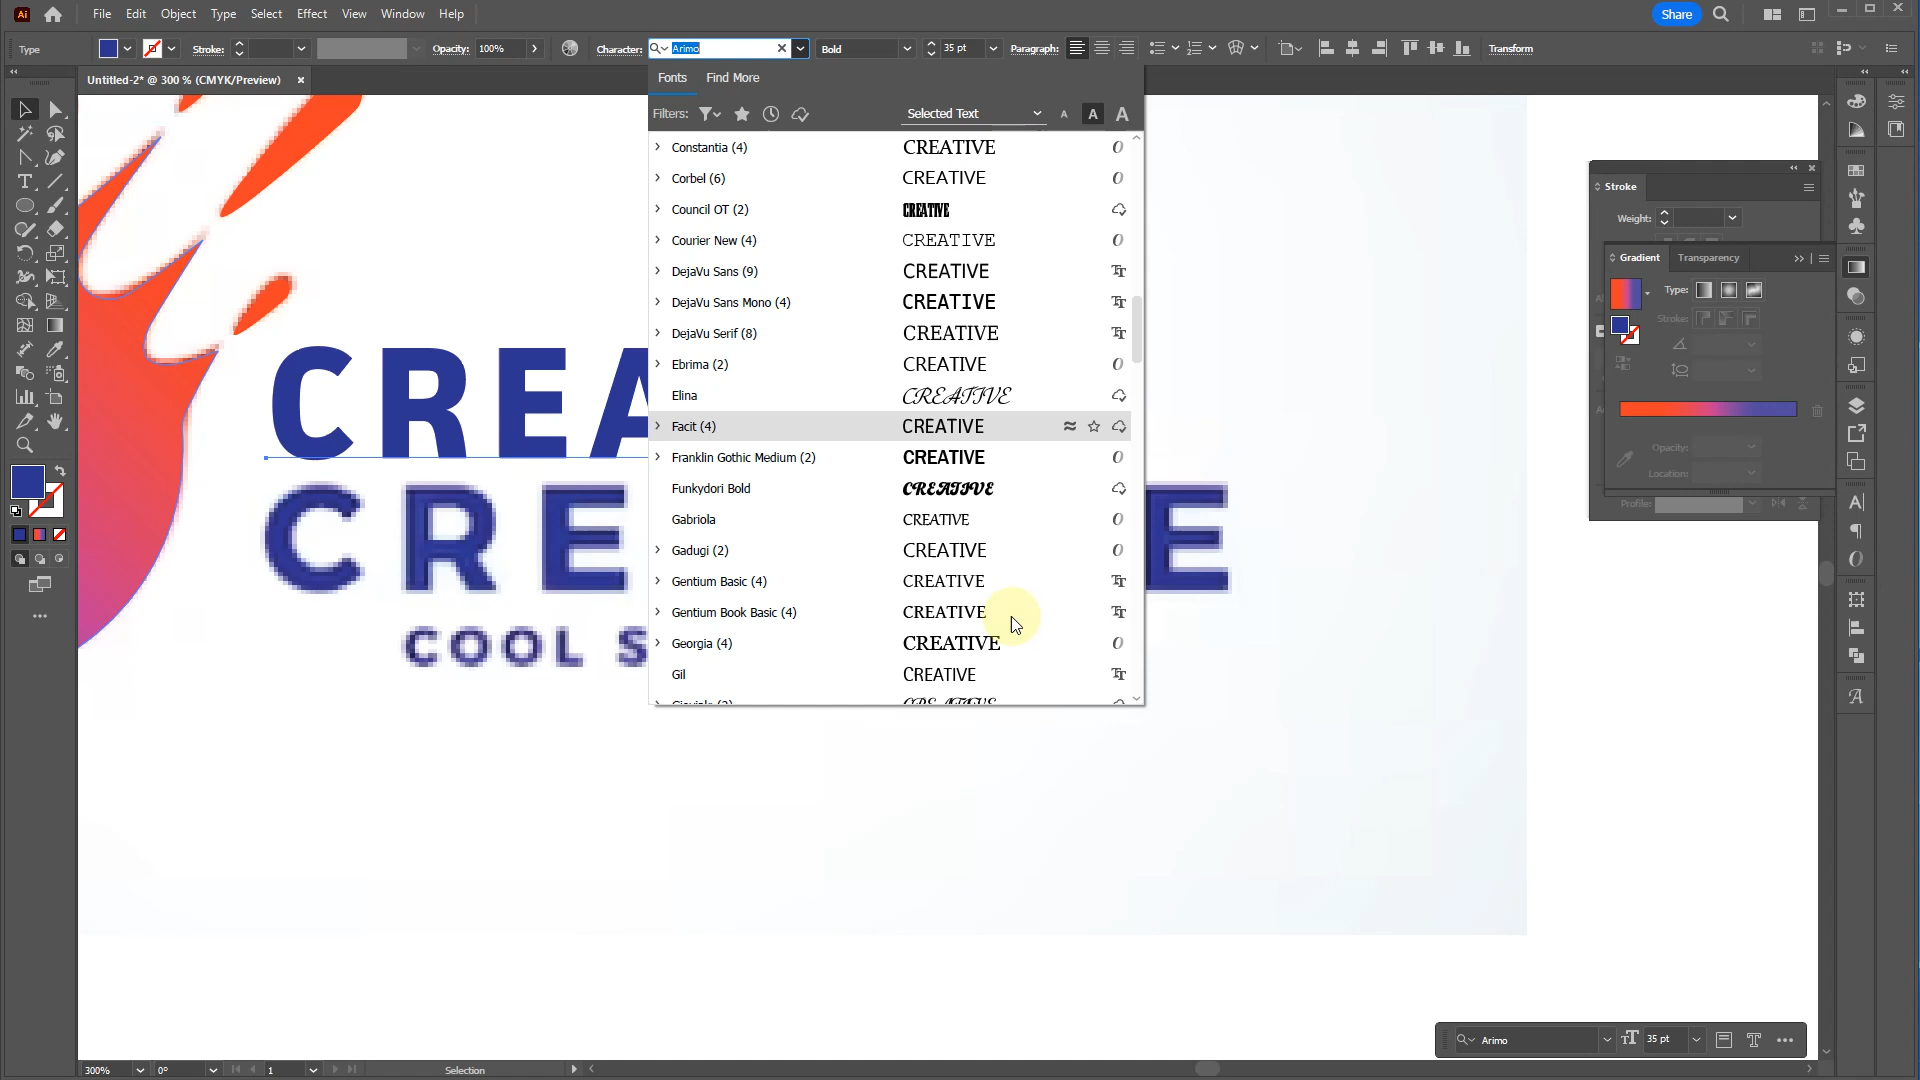 Ai File Edit Object Type Select Effect View Window Help Share
Type Stroke: Opacity: 100% Character: Arimo Bold 35 pt Paragraph: Transform
Untitled-2* @ 300 % (CMYK/Preview)
Fonts Find More
Filters: Selected Text A A A
Constantia (4) CREATIVE
Corbel (6) CREATIVE
Council OT (2) CREATIVE
Courier New (4) CREATIVE
DejaVu Sans (9) CREATIVE
DejaVu Sans Mono (4) CREATIVE
DejaVu Serif (8) CREATIVE
Ebrima (2) CREATIVE
Elina CREATIVE
Facit (4) CREATIVE
Franklin Gothic Medium (2) CREATIVE
Funkydori Bold CREATIVE
Gabriola CREATIVE
Gadugi (2) CREATIVE
Gentium Basic (4) CREATIVE
Gentium Book Basic (4) CREATIVE
Georgia (4) CREATIVE
Gil CREATIVE
CREA
CRE E
COOL S
Stroke
Weight:
Gradient Transparency
Type:
Stroke:
Opacity:
Location:
Profile:
Arimo 35 pt
300% 0° 1 Selection